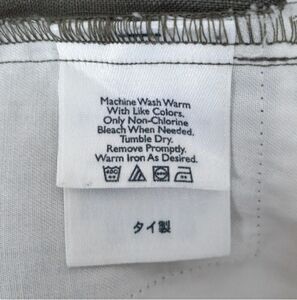 Machine Wash Warm
With Like Colors.
Only Non-Chlorine
Bleach When Needed.
Tumble Dry.
Remove Promptly.
Warm Iron As Desired.
タイ製